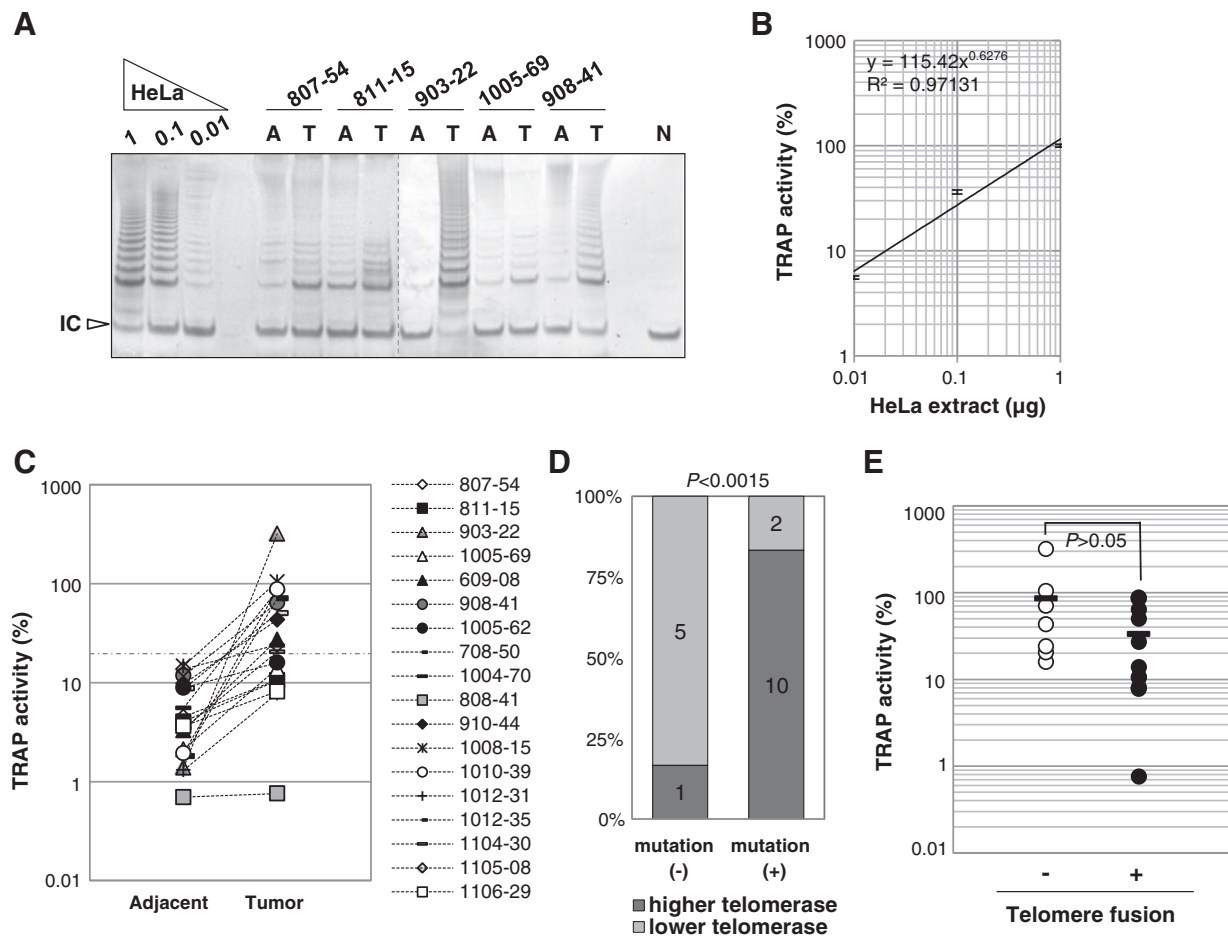 A
HeLa
1 0.1 0.01
807-54 811-15 903-22 1005-69 908-41
A T A T A T A T A T N
IC
B
y = 115.42x^0.6276
R² = 0.97131
TRAP activity (%)
1000
100
10
1
0.01 0.1 1
HeLa extract (µg)
C
TRAP activity (%)
1000
100
10
1
0.01
Adjacent Tumor
807-54
811-15
903-22
1005-69
609-08
908-41
1005-62
708-50
1004-70
808-41
910-44
1008-15
1010-39
1012-31
1012-35
1104-30
1105-08
1106-29
D
P<0.0015
100%
75%
50%
25%
0%
5
1
2
10
mutation (-)
mutation (+)
higher telomerase
lower telomerase
E
TRAP activity (%)
1000
100
10
1
0.01
P>0.05
- +
Telomere fusion